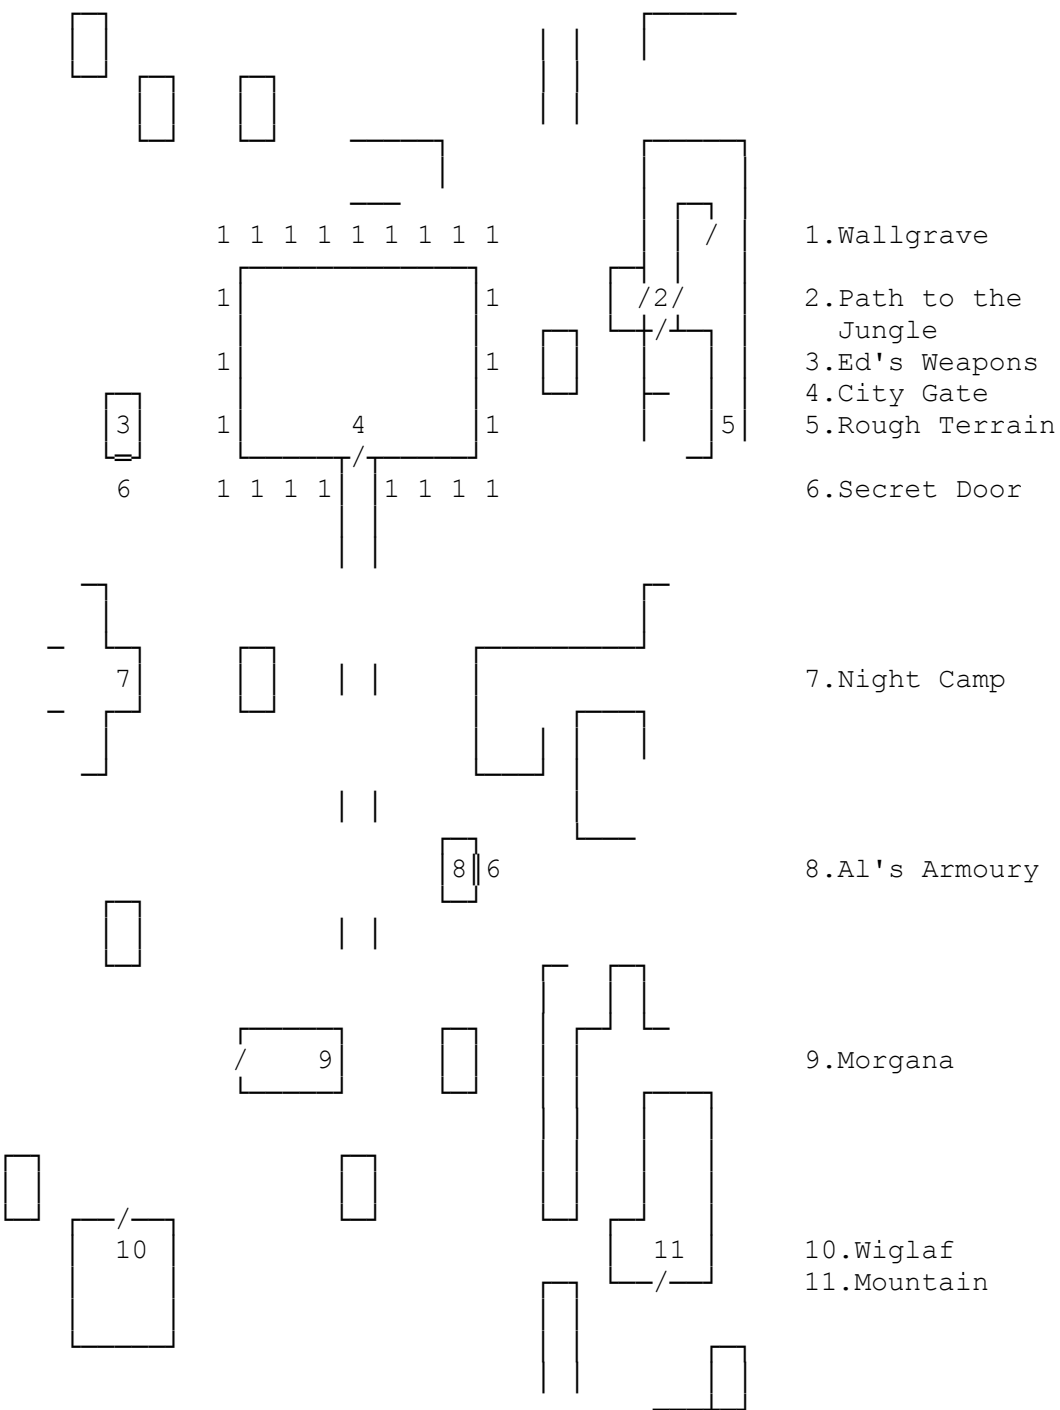 1 1 1 1 1 1 1 1 1 / 1.Wallgrave
1 1 /2/ 2.Path to the
/ Jungle
1 1 3.Ed's Weapons
4.City Gate
3 1 4 1 5 5.Rough Terrain
/
6 1 1 1 1 1 1 1 1 6.Secret Door
7 7.Night Camp
8 6 8.Al's Armoury
/ 9 9.Morgana
/
10 11 10.Wiglaf
/ 11.Mountain